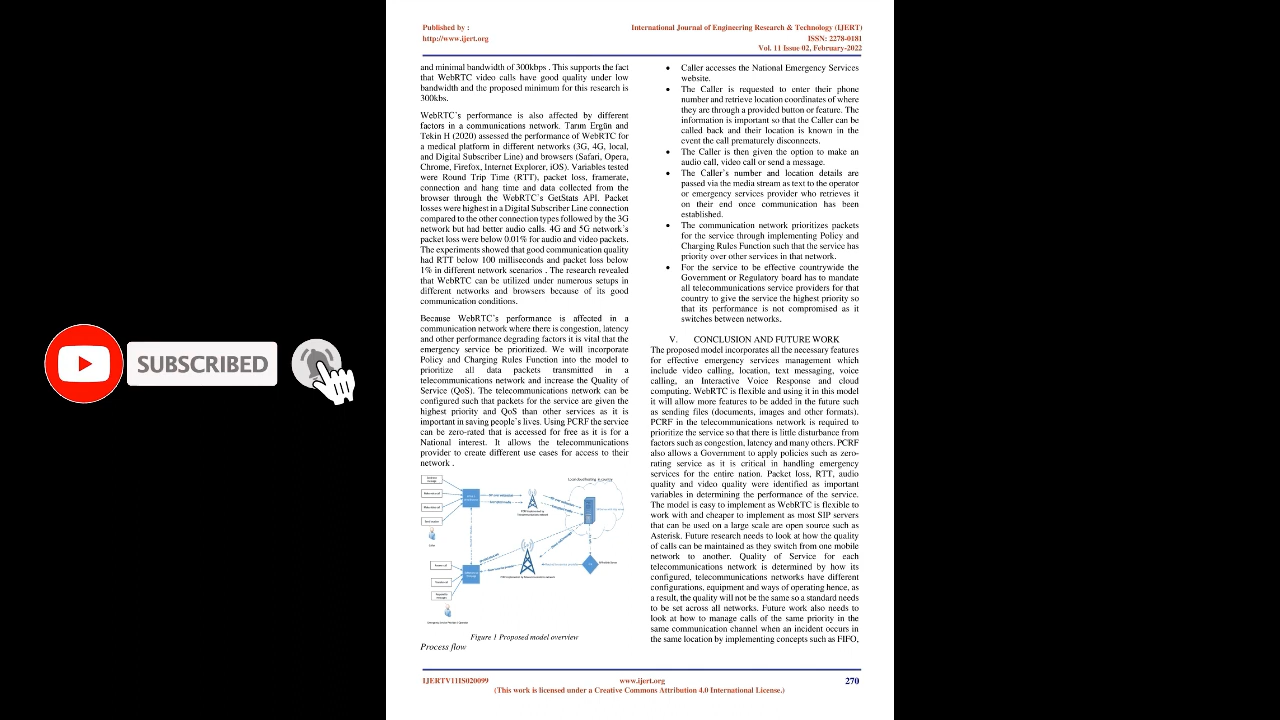 Published by :
http://www.ijert.org
International Journal of Engineering Research & Technology (IJERT)
ISSN: 2278-0181
Vol. 11 Issue 02, February-2022
and minimal bandwidth of 300kbps . This supports the fact
that WebRTC video calls have good quality under low
bandwidth and the proposed minimum for this research is
300kbs.
WebRTC's performance is also affected by different
factors in a communications network. Tarım Ergün and
Tekin H (2020) assessed the performance of WebRTC for
a medical platform in different networks (3G, 4G, local,
and Digital Subscriber Line) and browsers (Safari, Opera,
Chrome, Firefox, Internet Explorer, iOS). Variables tested
were Round Trip Time (RTT), packet loss, framerate,
connection and hang time and data collected from the
browser through the WebRTC's GetStats API. Packet
losses were highest in a Digital Subscriber Line connection
compared to the other connection types followed by the 3G
network but had better audio calls. 4G and 5G network's
packet loss were below 0.01% for audio and video packets.
The experiments showed that good communication quality
had RTT below 100 milliseconds and packet loss below
1% in different network scenarios . The research revealed
that WebRTC can be utilized under numerous setups in
different networks and browsers because of its good
communication conditions.
Because WebRTC's performance is affected in a
communication network where there is congestion, latency
and other performance degrading factors it is vital that the
emergency service be prioritized. We will incorporate
Policy and Charging Rules Function into the model to
prioritize all data packets transmitted in a
telecommunications network and increase the Quality of
Service (QoS). The telecommunications network can be
configured such that packets for the service are given the
highest priority and QoS than other services as it is
important in saving people's lives. Using PCRF the service
can be zero-rated that is accessed for free as it is for a
National interest. It allows the telecommunications
provider to create different use cases for access to their
network .
Local cloud hosting in country
Figure 1 Proposed model overview
Process flow
• Caller accesses the National Emergency Services
website.
• The Caller is requested to enter their phone
number and retrieve location coordinates of where
they are through a provided button or feature. The
information is important so that the Caller can be
called back and their location is known in the
event the call prematurely disconnects.
• The Caller is then given the option to make an
audio call, video call or send a message.
• The Caller's number and location details are
passed via the media stream as text to the operator
or emergency services provider who retrieves it
on their end once communication has been
established.
• The communication network prioritizes packets
for the service through implementing Policy and
Charging Rules Function such that the service has
priority over other services in that network.
• For the service to be effective countrywide the
Government or Regulatory board has to mandate
all telecommunications service providers for that
country to give the service the highest priority so
that its performance is not compromised as it
switches between networks.
V. CONCLUSION AND FUTURE WORK
The proposed model incorporates all the necessary features
for effective emergency services management which
include video calling, location, text messaging, voice
calling, an Interactive Voice Response and cloud
computing. WebRTC is flexible and using it in this model
it will allow more features to be added in the future such
as sending files (documents, images and other formats).
PCRF in the telecommunications network is required to
prioritize the service so that there is little disturbance from
factors such as congestion, latency and many others. PCRF
also allows a Government to apply policies such as zero-
rating service as it is critical in handling emergency
services for the entire nation. Packet loss, RTT, audio
quality and video quality were identified as important
variables in determining the performance of the service.
The model is easy to implement as WebRTC is flexible to
work with and cheaper to implement as most SIP servers
that can be used on a large scale are open source such as
Asterisk. Future research needs to look at how the quality
of calls can be maintained as they switch from one mobile
network to another. Quality of Service for each
telecommunications network is determined by how its
configured, telecommunications networks have different
configurations, equipment and ways of operating hence, as
a result, the quality will not be the same so a standard needs
to be set across all networks. Future work also needs to
look at how to manage calls of the same priority in the
same communication channel when an incident occurs in
the same location by implementing concepts such as FIFO,
SUBSCRIBED
IJERTV11IS020099
www.ijert.org
270
(This work is licensed under a Creative Commons Attribution 4.0 International License.)